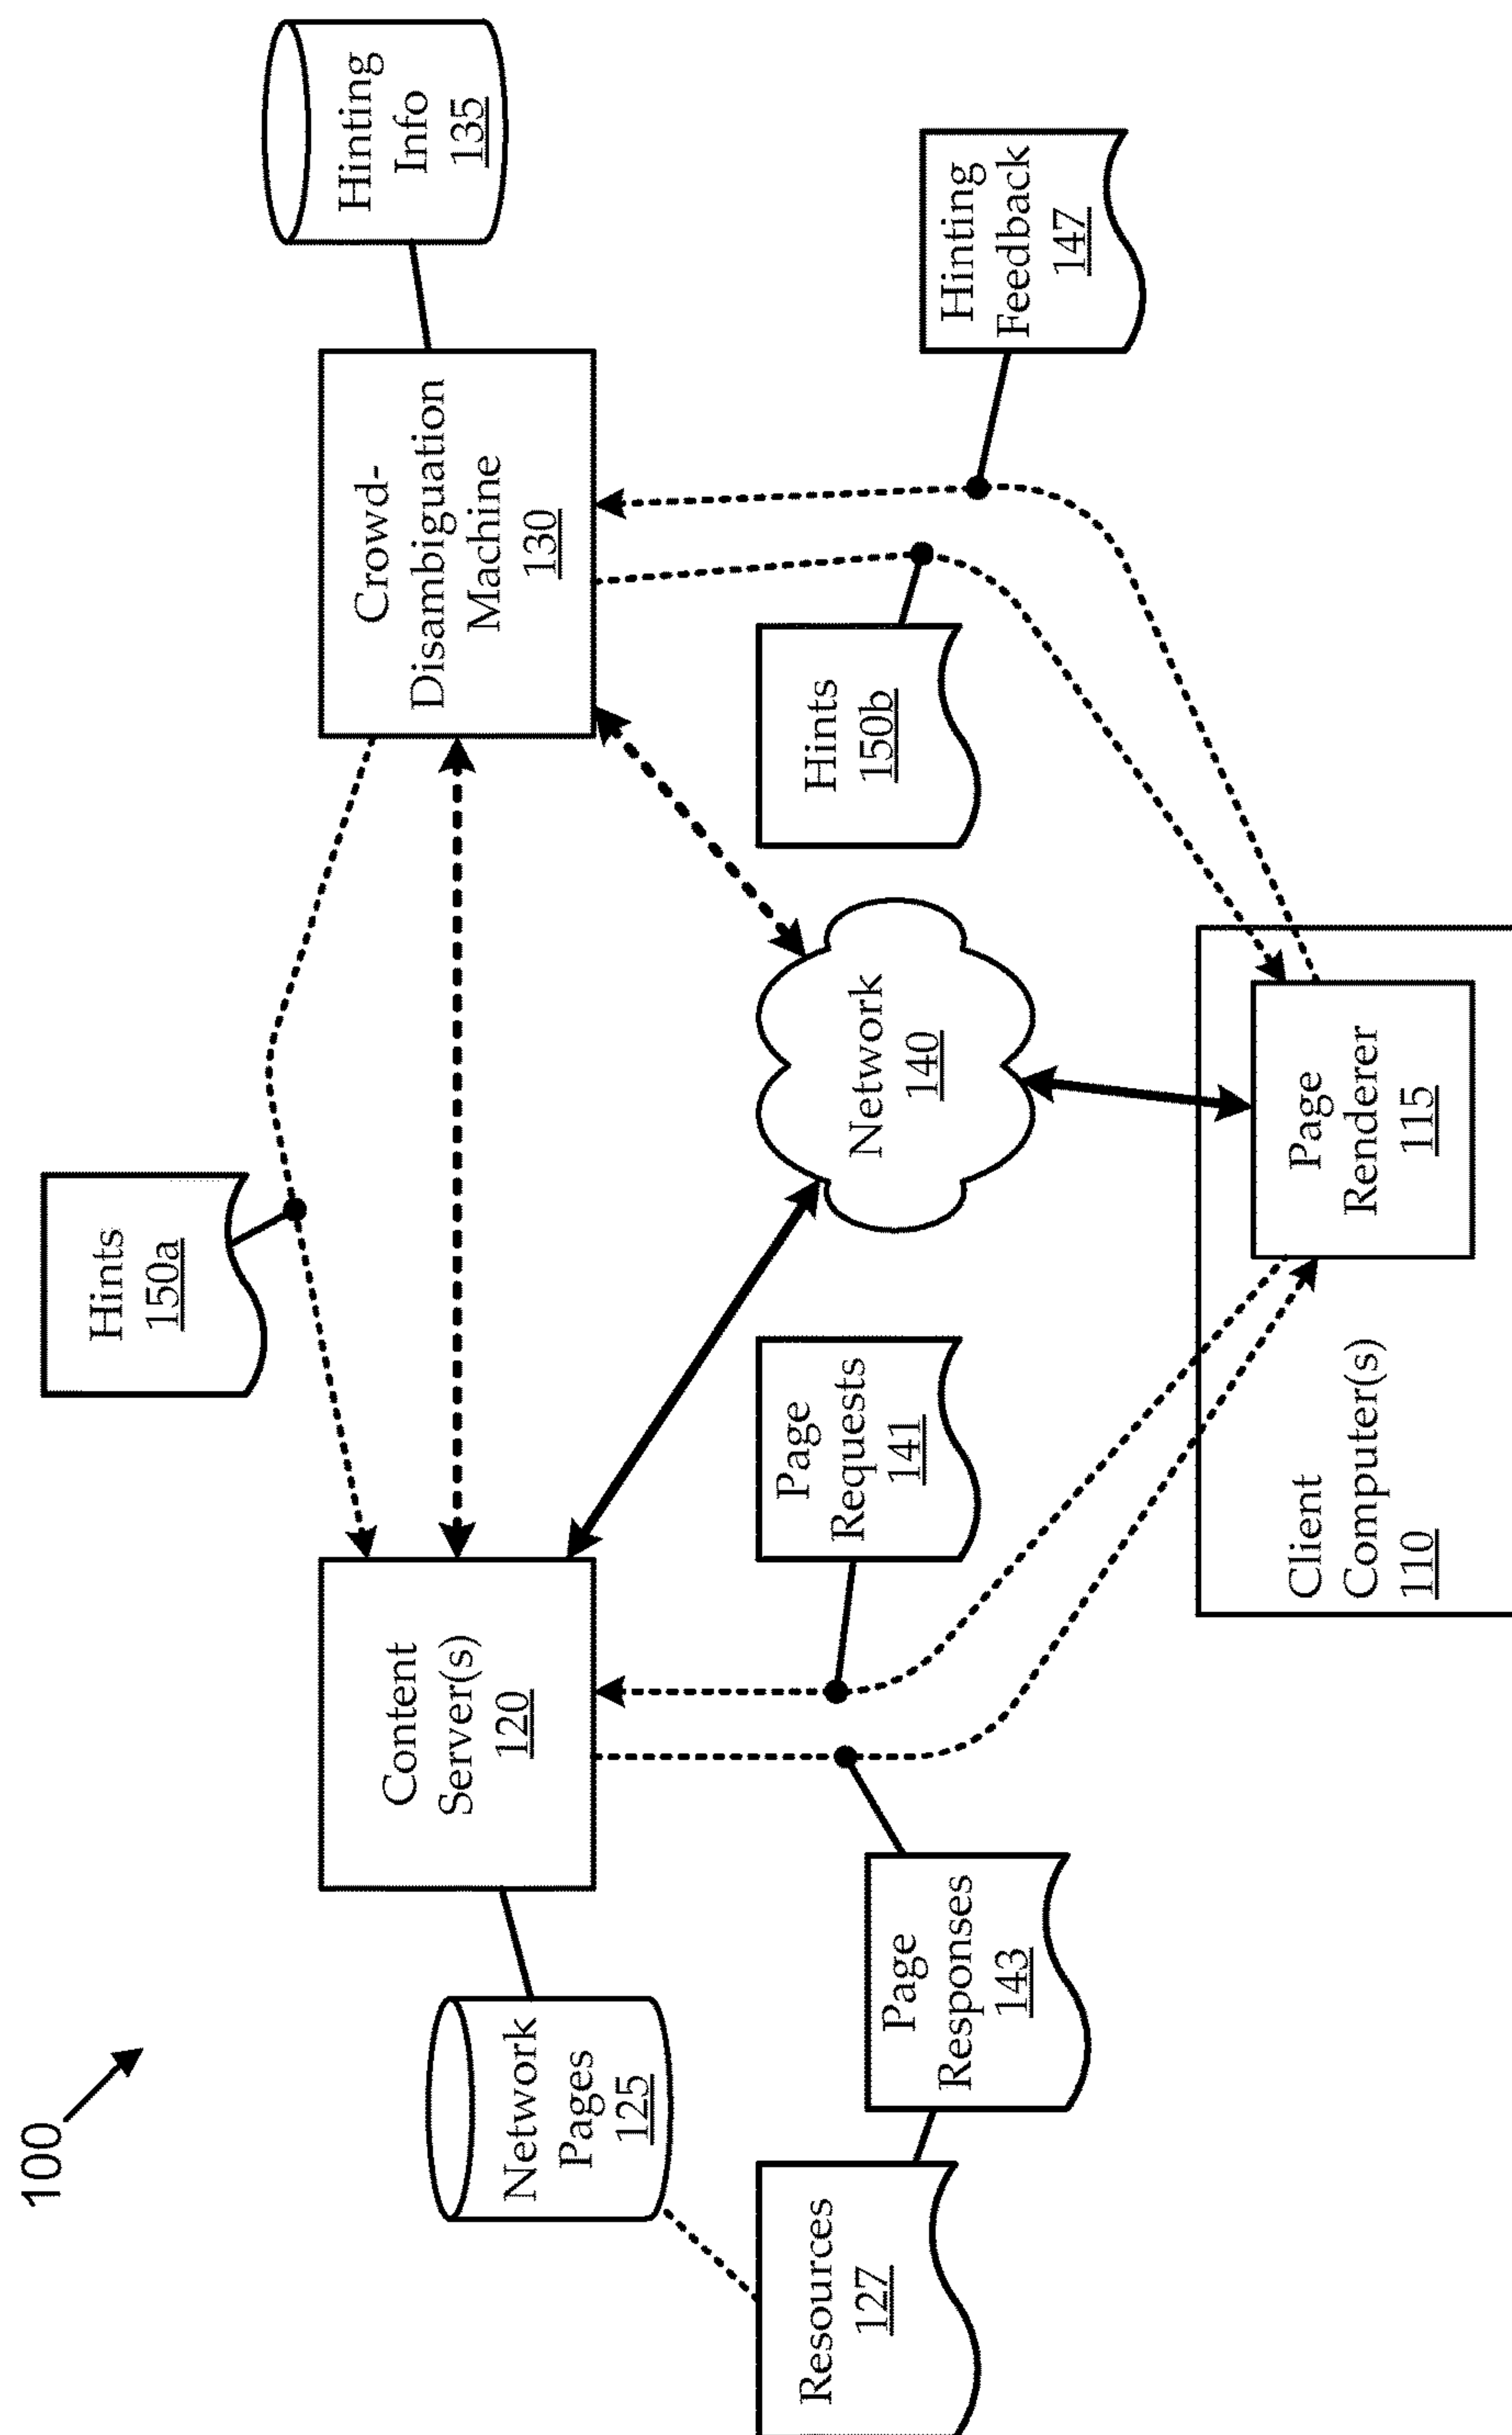 100
Network
Pages
125
Resources
127
Content
Server(s)
120
Page
Responses
143
Page
Requests
141
Hints
150a
Network
140
Client
Computer(s)
110
Page
Renderer
115
Crowd-
Disambiguation
Machine
130
Hints
150b
Hinting
Info
135
Hinting
Feedback
147